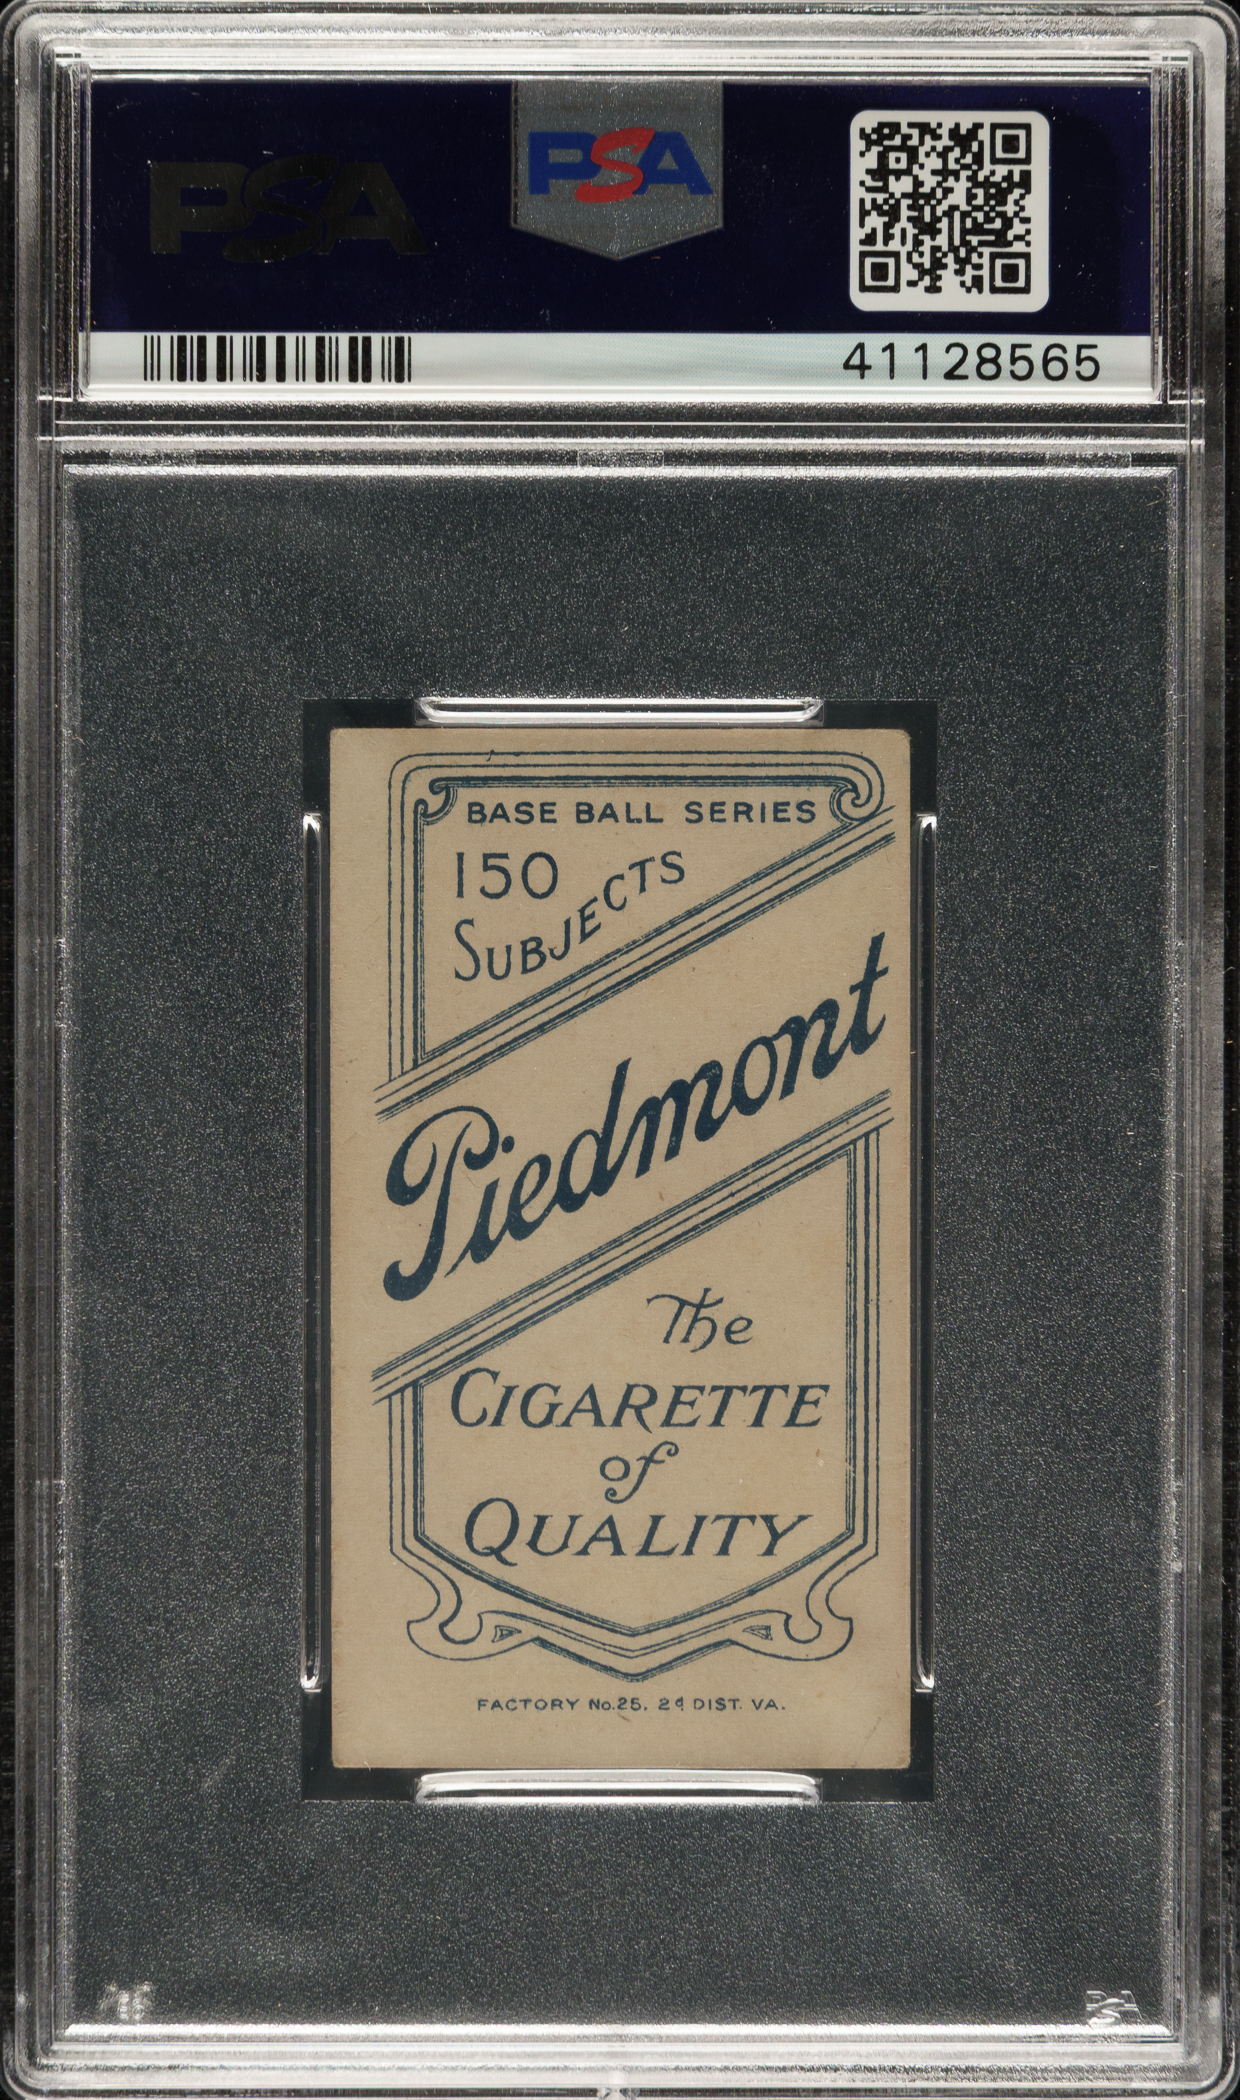 PSA
PSA
41128565
BASE BALL SERIES
150
SUBJECTS
Piedmont
The
CIGARETTE
of
QUALITY
FACTORY No. 25, 2d DIST. VA.
PSA